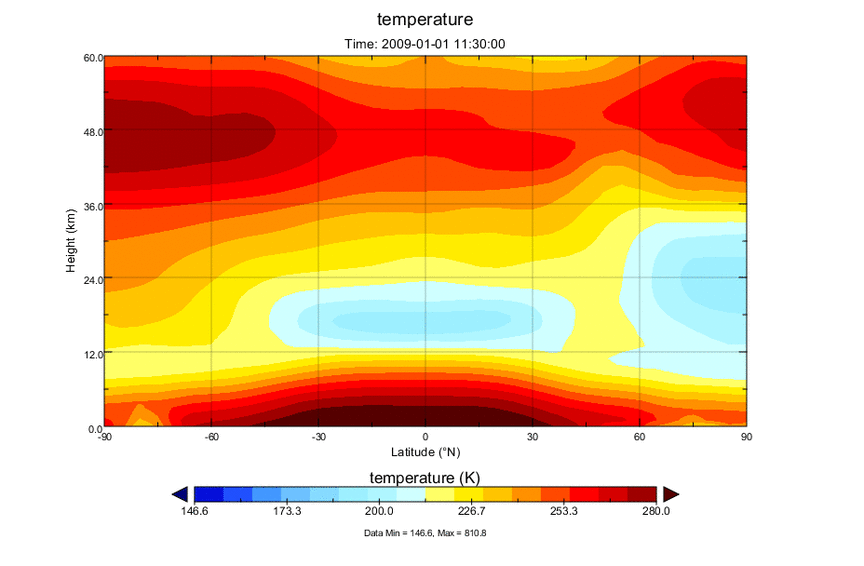 temperature
Time: 2009-01-01 11:30:00
60.0
48.0
36.0
24.0
12.0
0.0
Height (km)
-90 -60 -30 0 30 60 90
Latitude (°N)
temperature (K)
146.6 173.3 200.0 226.7 253.3 280.0
Data Min = 146.6, Max = 810.8